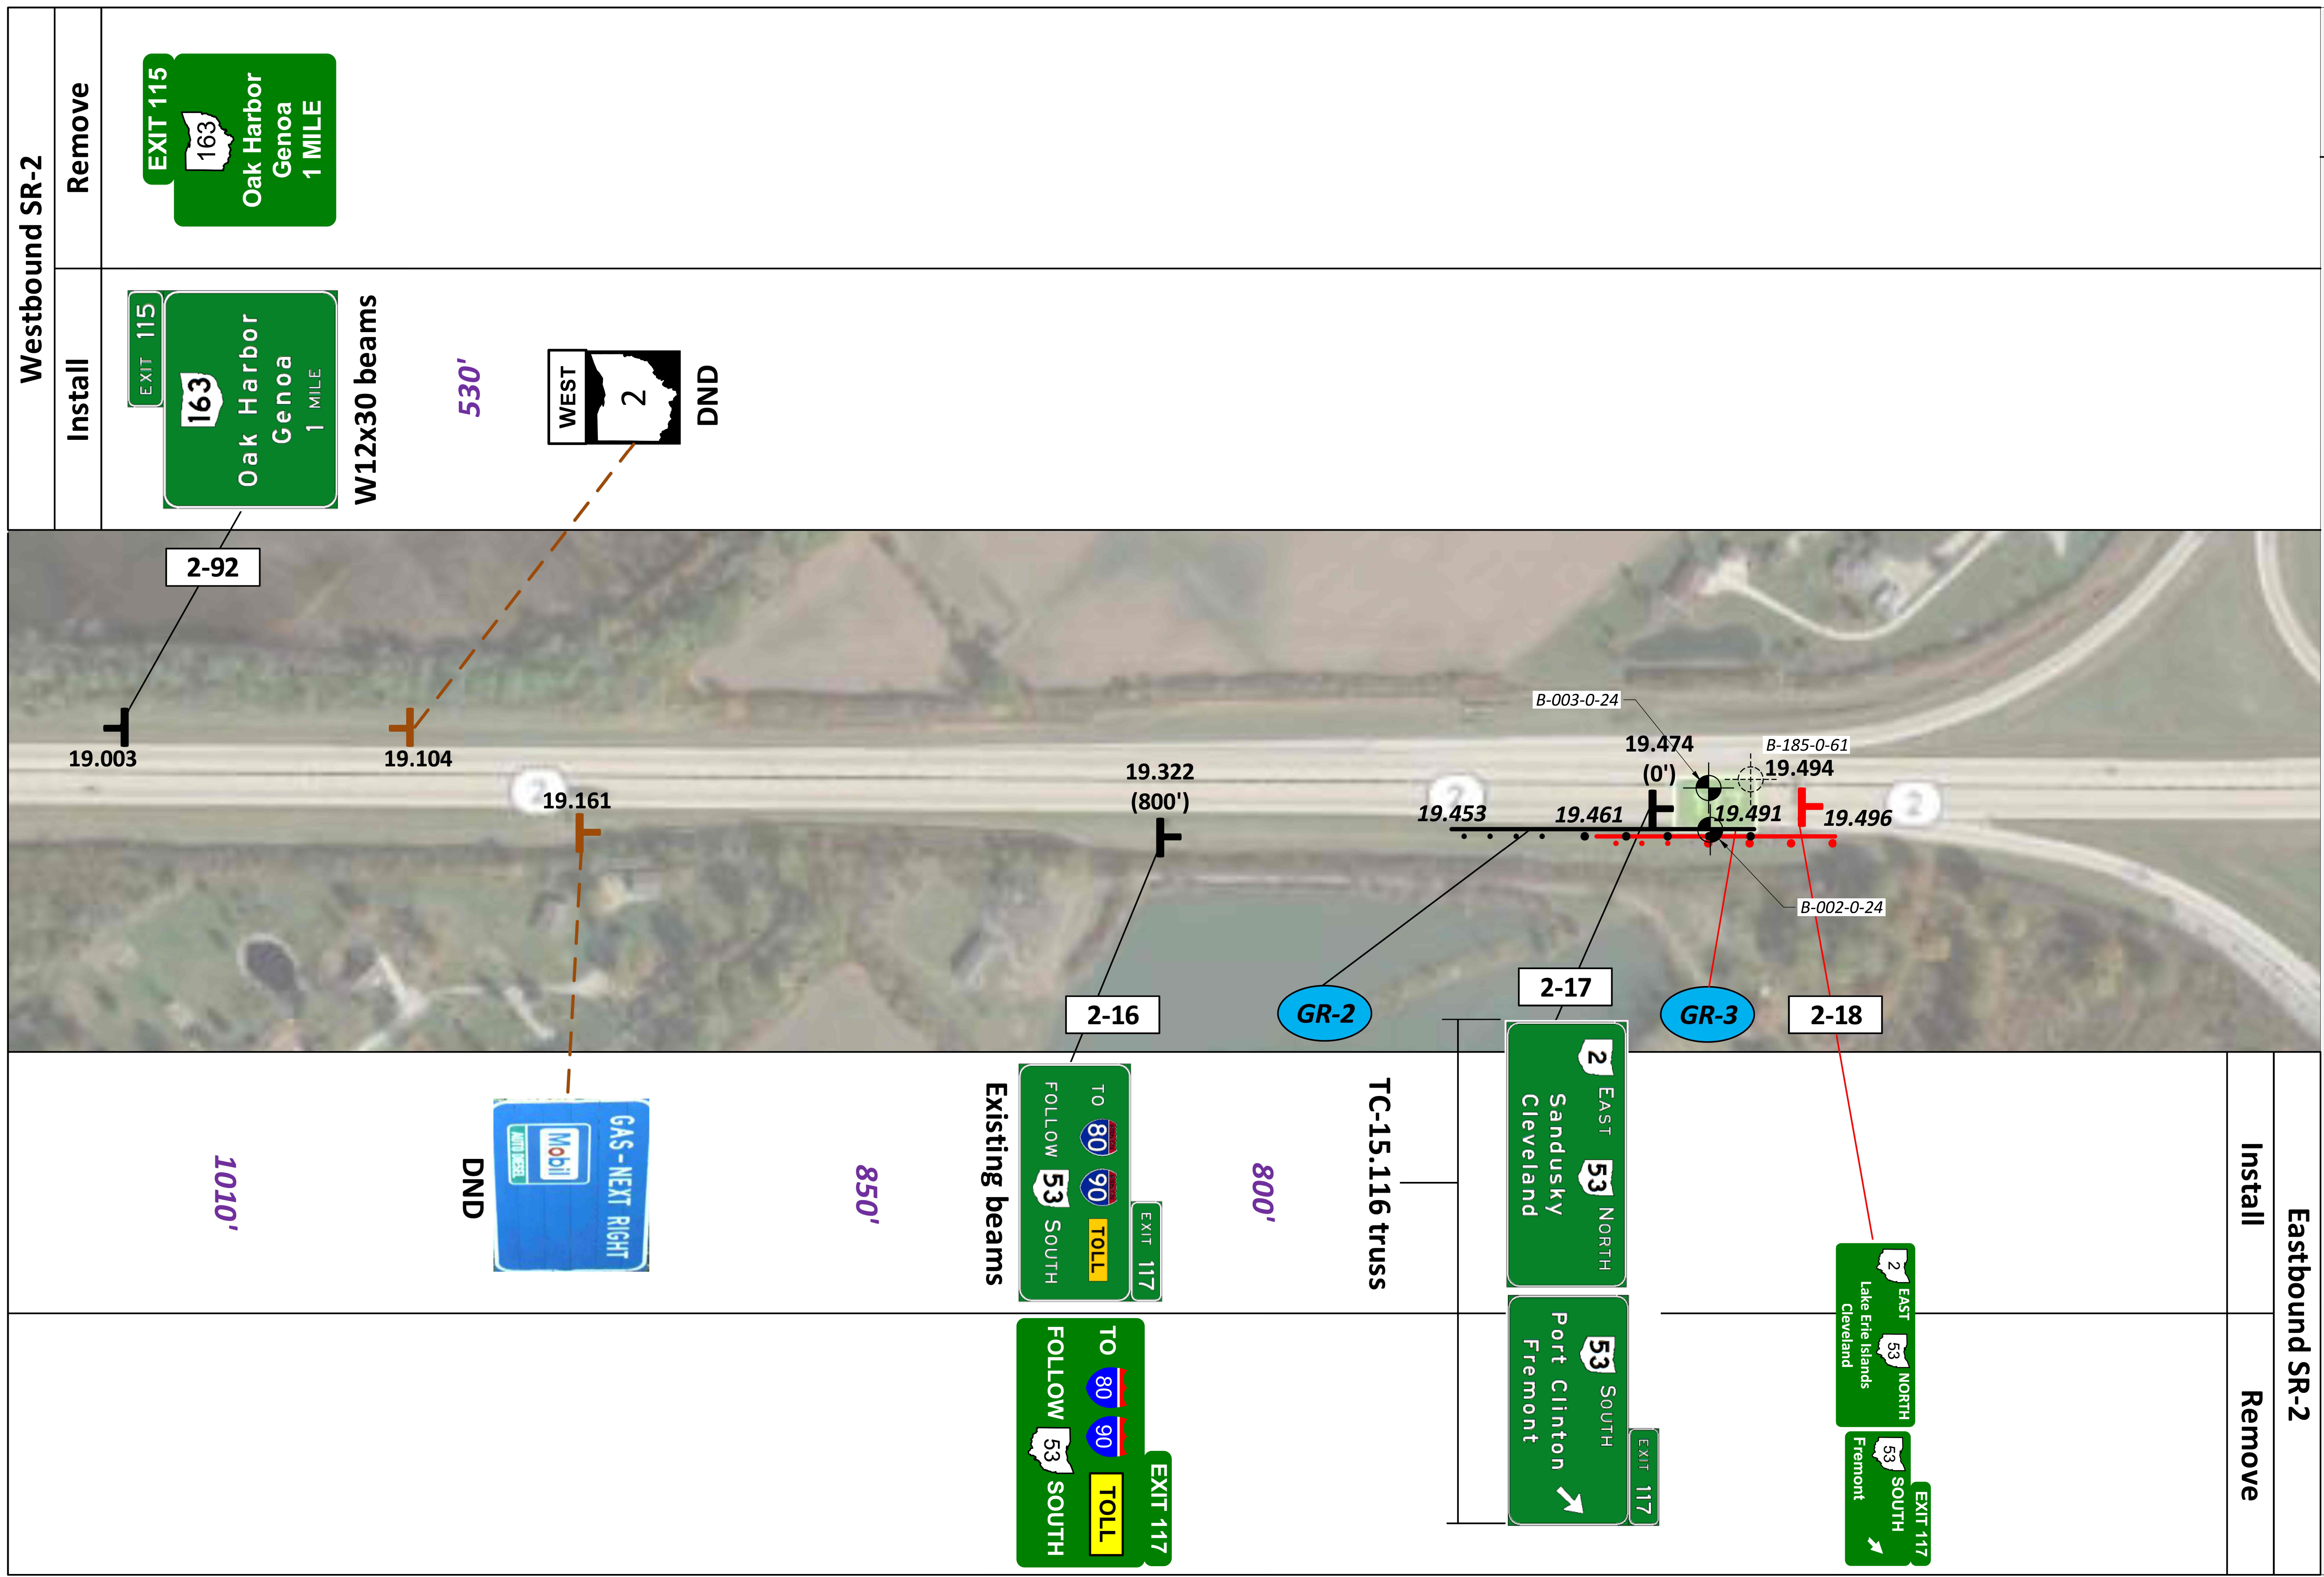 Westbound SR-2
Remove
EXIT 115
163
Oak Harbor
Genoa
1 MILE
Install
EXIT 115
163
Oak Harbor
Genoa
1 MILE
W12x30 beams
530'
WEST
2
DND
2-92
19.003
19.104
2
19.161
19.322
(800')
2
19.453
19.461
19.474
(0')
B-003-0-24
B-185-0-61
19.494
19.491
19.496
2
B-002-0-24
2-16
GR-2
2-17
GR-3
2-18
Eastbound SR-2
Install
1010'
DND
GAS-NEXT RIGHT
Mobil
AUTO DIESEL
850'
Existing beams
EXIT 117
TO 80 90 TOLL
FOLLOW 53 SOUTH
800'
TC-15.116 truss
2 EAST 53 NORTH
Sandusky
Cleveland
EXIT 117
53 SOUTH
Port Clinton
Fremont
2 EAST 53 NORTH
Lake Erie Islands
Cleveland
EXIT 117
53 SOUTH
Fremont
Remove
EXIT 117
TO 80 90 TOLL
FOLLOW 53 SOUTH